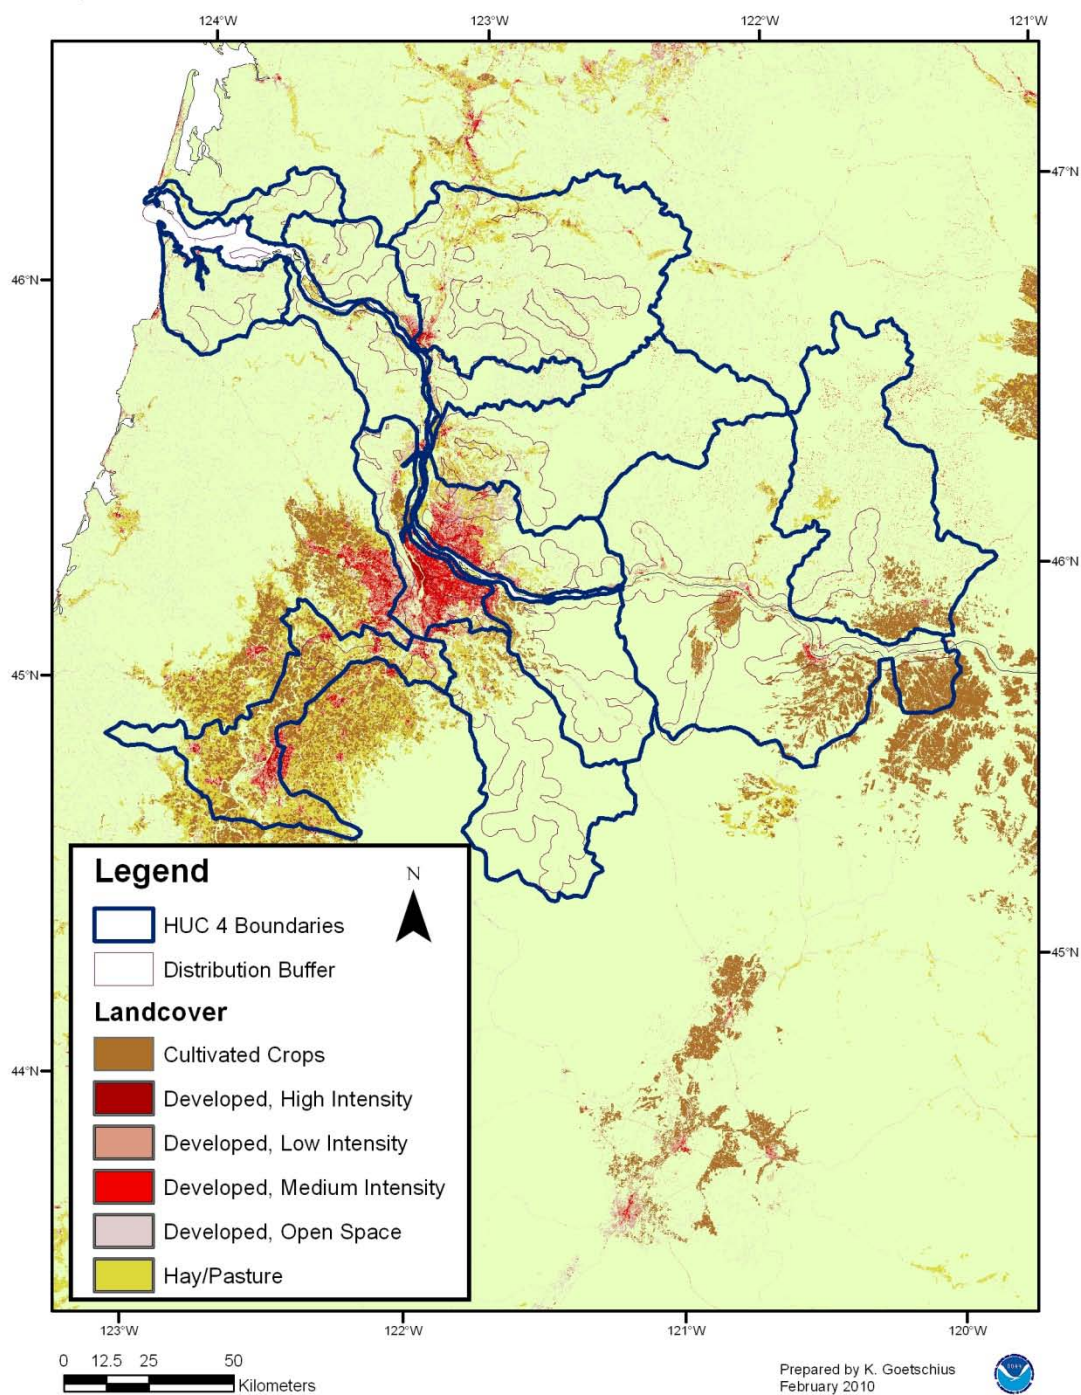 124°W 123°W 122°W 121°W
47°N
46°N
46°N
45°N
45°N
44°N
Legend
N
HUC 4 Boundaries
Distribution Buffer
Landcover
Cultivated Crops
Developed, High Intensity
Developed, Low Intensity
Developed, Medium Intensity
Developed, Open Space
Hay/Pasture
123°W 122°W 121°W 120°W
0 12.5 25 50
Kilometers
Prepared by K. Goetschius
February 2010